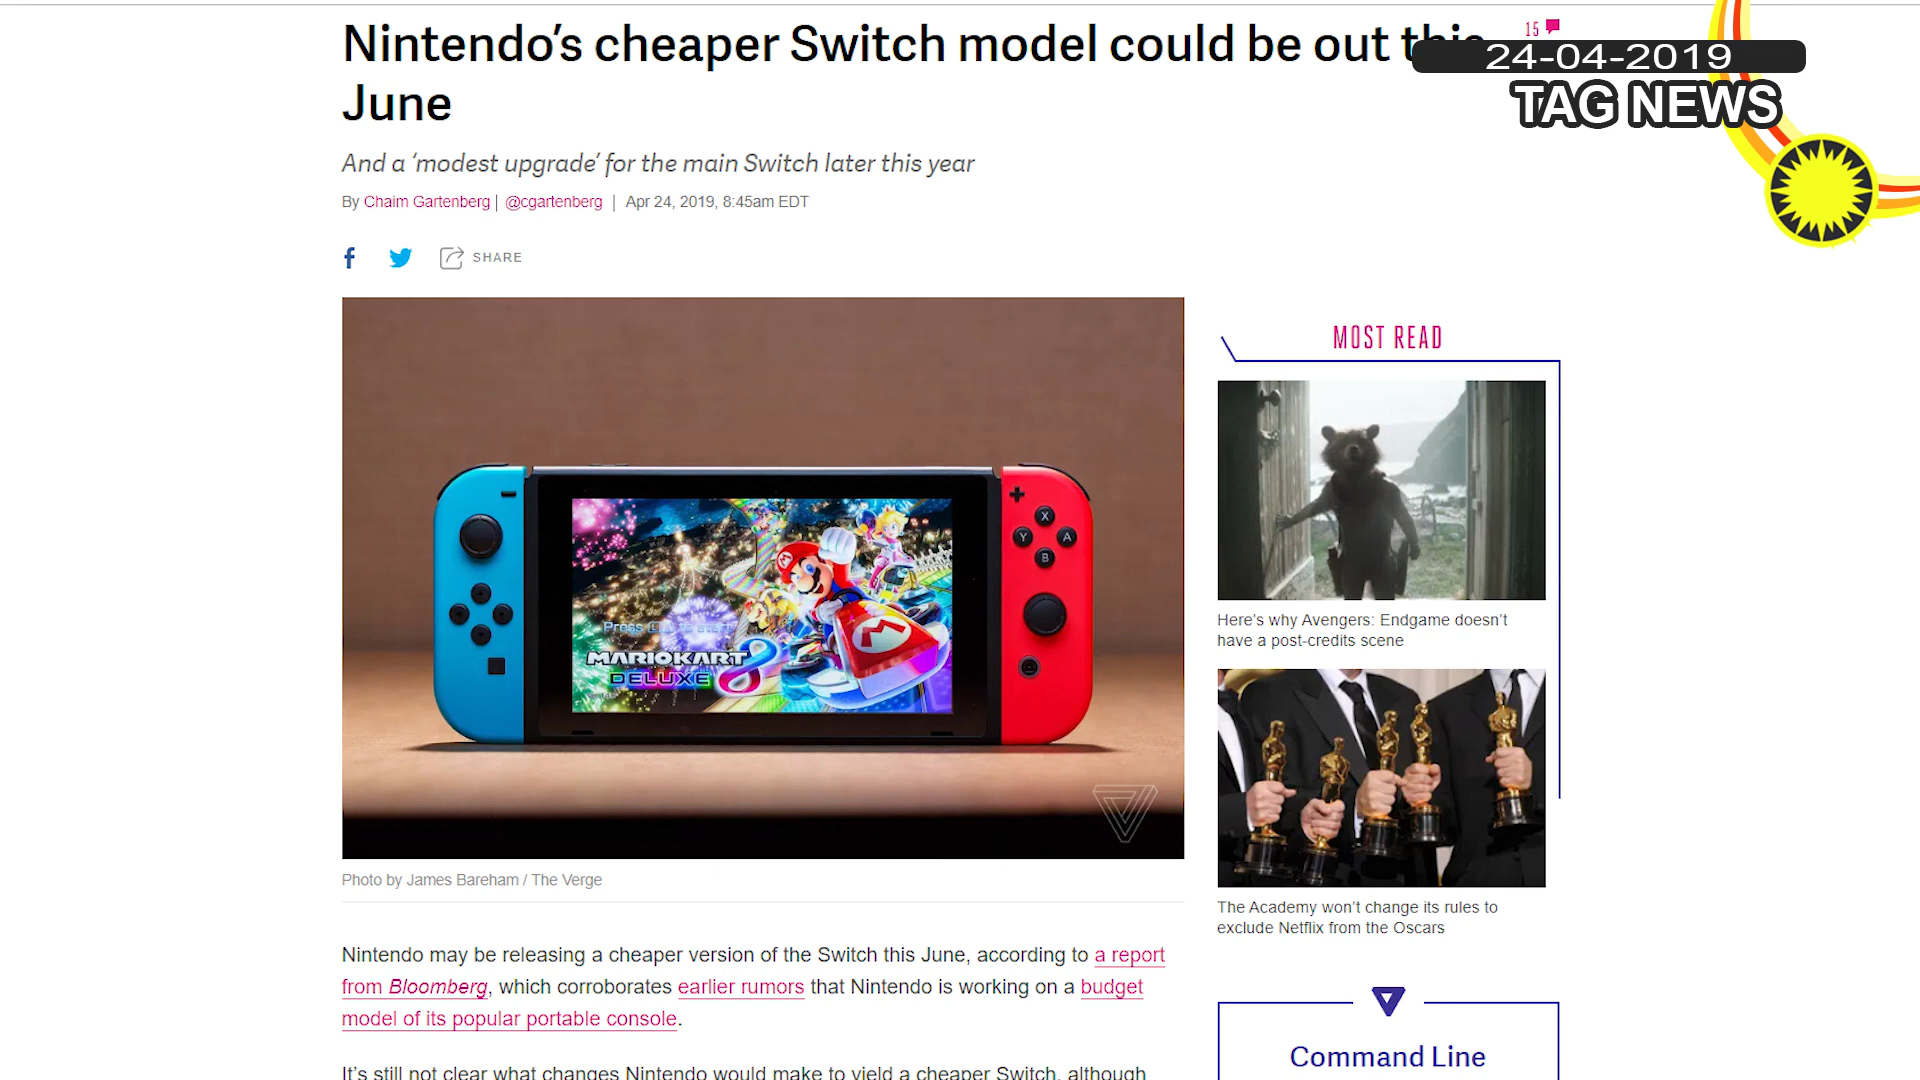 Nintendo's cheaper Switch model could be out this
June
15
24-04-2019
TAG NEWS
And a 'modest upgrade' for the main Switch later this year
By Chaim Gartenberg | @cgartenberg | Apr 24, 2019, 8:45am EDT
SHARE
MOST READ
X
Y A
B
MARIOKART 8
DELUXE
Here's why Avengers: Endgame doesn't
have a post-credits scene
Photo by James Bareham / The Verge
The Academy won't change its rules to
exclude Netflix from the Oscars
Nintendo may be releasing a cheaper version of the Switch this June, according to a report
from Bloomberg, which corroborates earlier rumors that Nintendo is working on a budget
model of its popular portable console.
It's still not clear what changes Nintendo would make to yield a cheaper Switch, although
Command Line